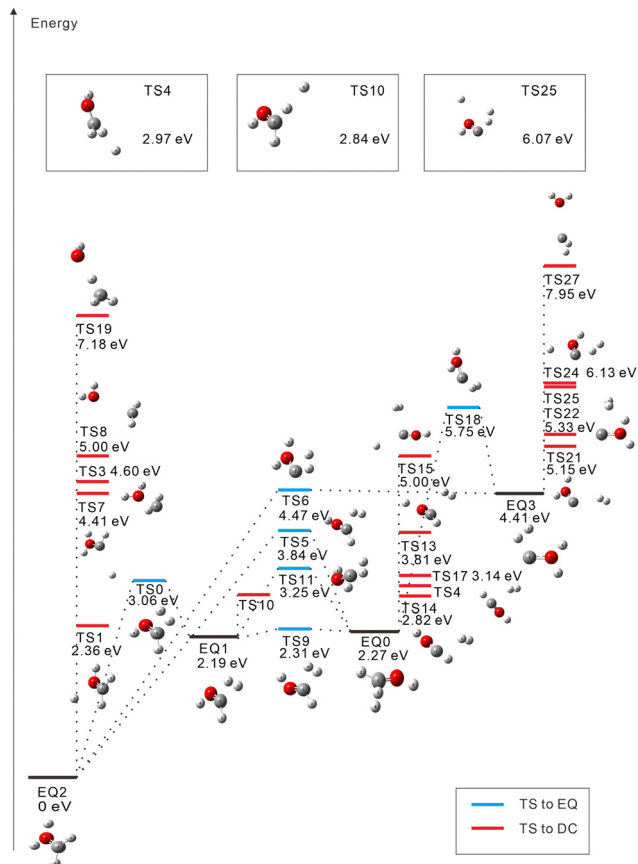 Energy
TS4
2.97 eV
TS10
2.84 eV
TS25
6.07 eV
TS27
7.95 eV
TS19
7.18 eV
TS24 6.13 eV
TS25
TS22
5.33 eV
TS21
5.15 eV
TS18
5.75 eV
TS8
5.00 eV
TS3 4.60 eV
TS7
4.41 eV
TS15
5.00 eV
TS6
4.47 eV
EQ3
4.41 eV
TS5
3.84 eV
TS13
3.81 eV
TS11
3.25 eV
TS17 3.14 eV
TS4
TS14
2.82 eV
TS0
3.06 eV
TS10
TS1
2.36 eV
EQ1
2.19 eV
TS9
2.31 eV
EQ0
2.27 eV
EQ2
0 eV
TS to EQ
TS to DC